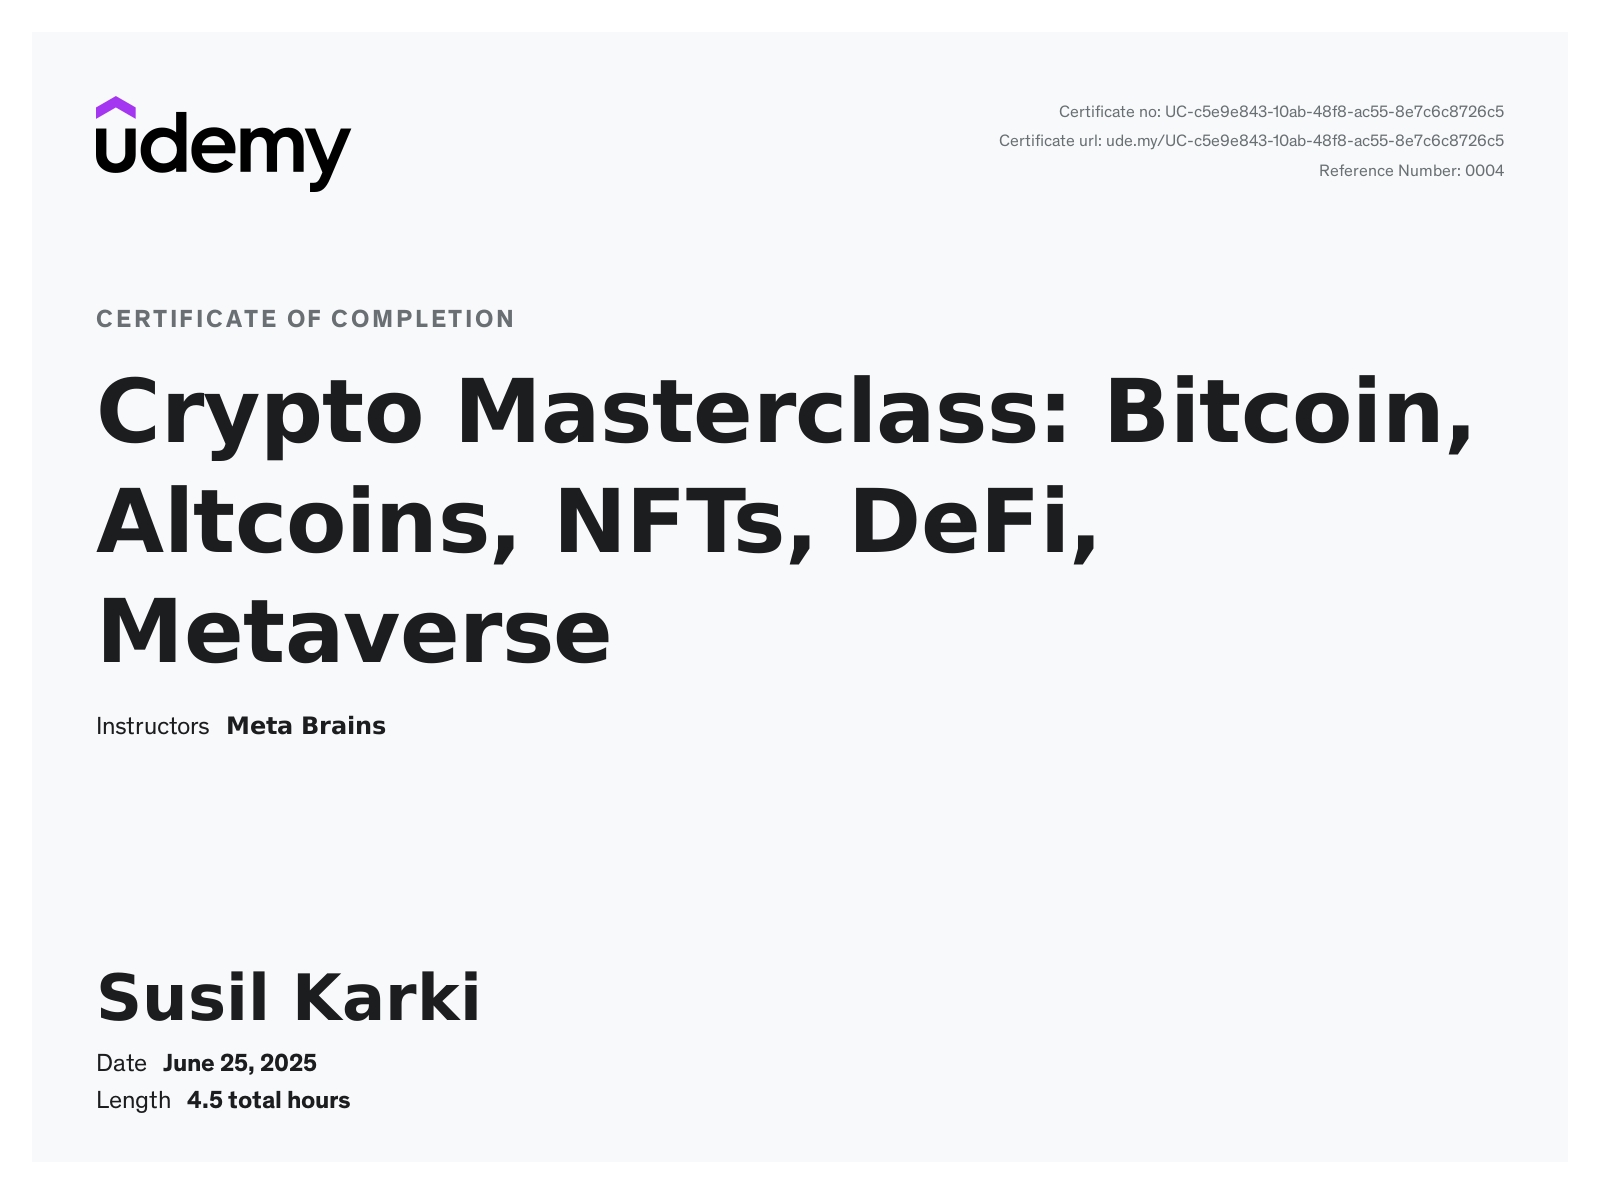 udemy
Certificate no: UC-c5e9e843-10ab-48f8-ac55-8e7c6c8726c5
Certificate url: ude.my/UC-c5e9e843-10ab-48f8-ac55-8e7c6c8726c5
Reference Number: 0004
CERTIFICATE OF COMPLETION
Crypto Masterclass: Bitcoin,
Altcoins, NFTs, DeFi,
Metaverse
Instructors Meta Brains
Susil Karki
Date June 25, 2025
Length 4.5 total hours